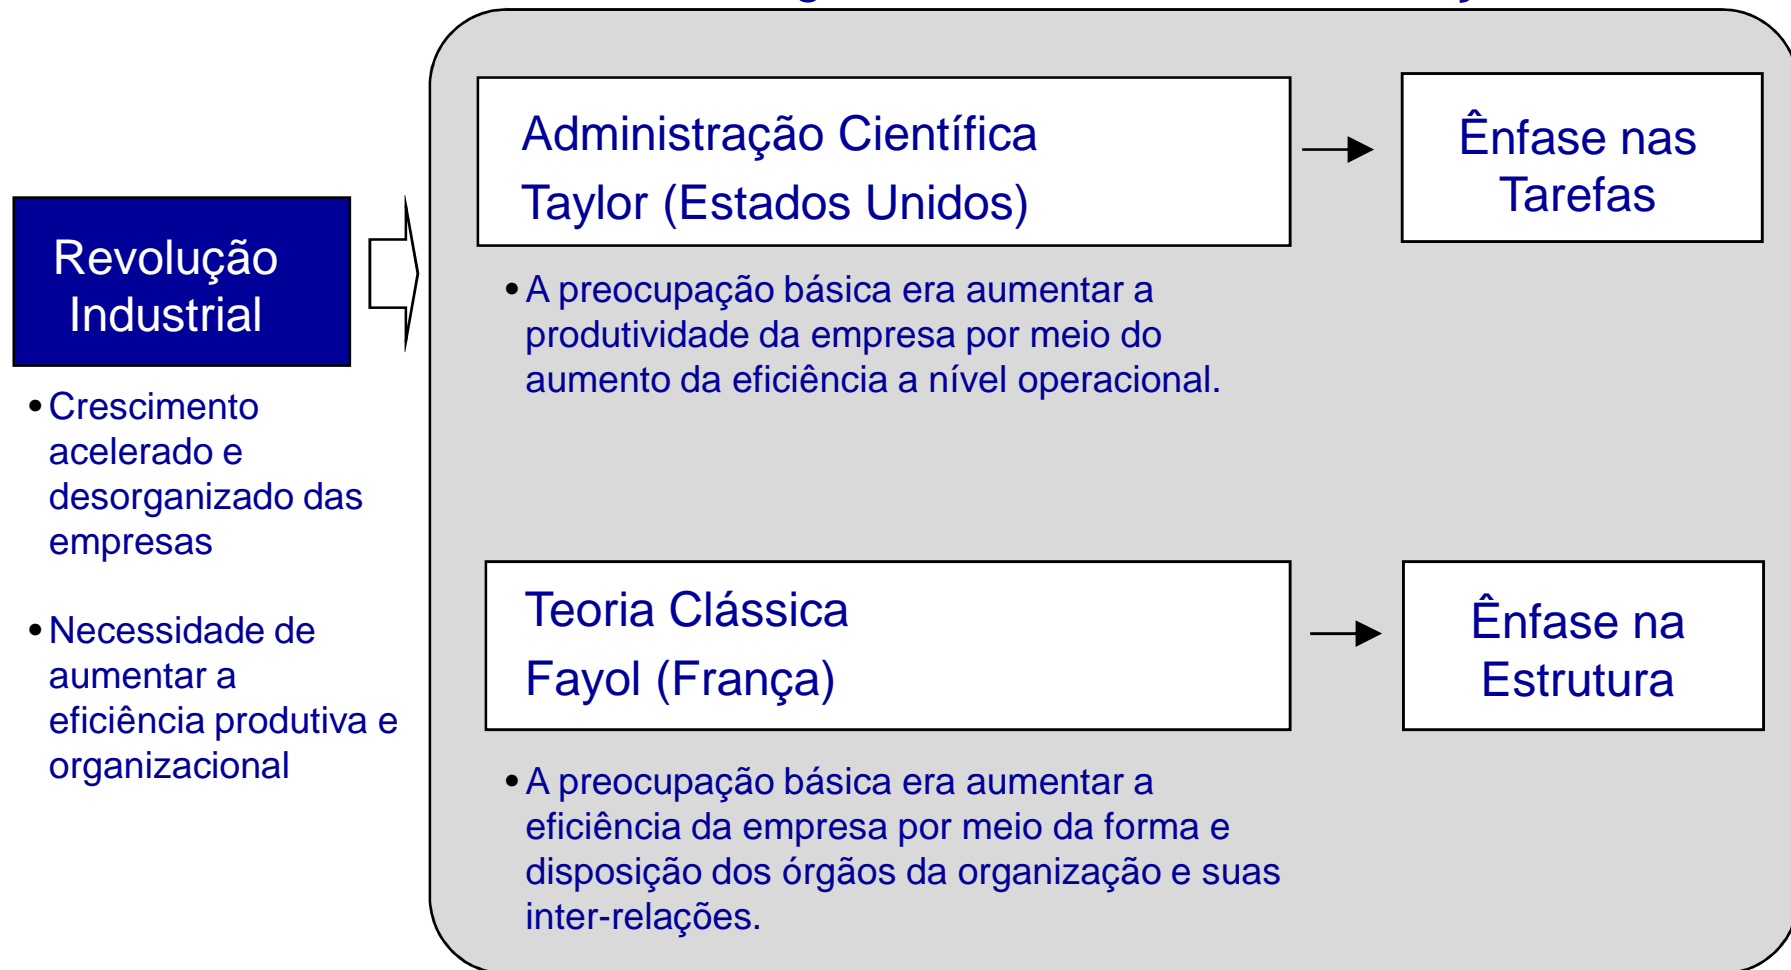 Revolução
Industrial
•Crescimento
acelerado e
desorganizado das
empresas
•Necessidade de
aumentar a
eficiência produtiva e
organizacional
Administração Científica
Taylor (Estados Unidos)
Ênfase nas
Tarefas
•A preocupação básica era aumentar a
produtividade da empresa por meio do
aumento da eficiência a nível operacional.
Teoria Clássica
Fayol (França)
Ênfase na
Estrutura
•A preocupação básica era aumentar a
eficiência da empresa por meio da forma e
disposição dos órgãos da organização e suas
inter-relações.